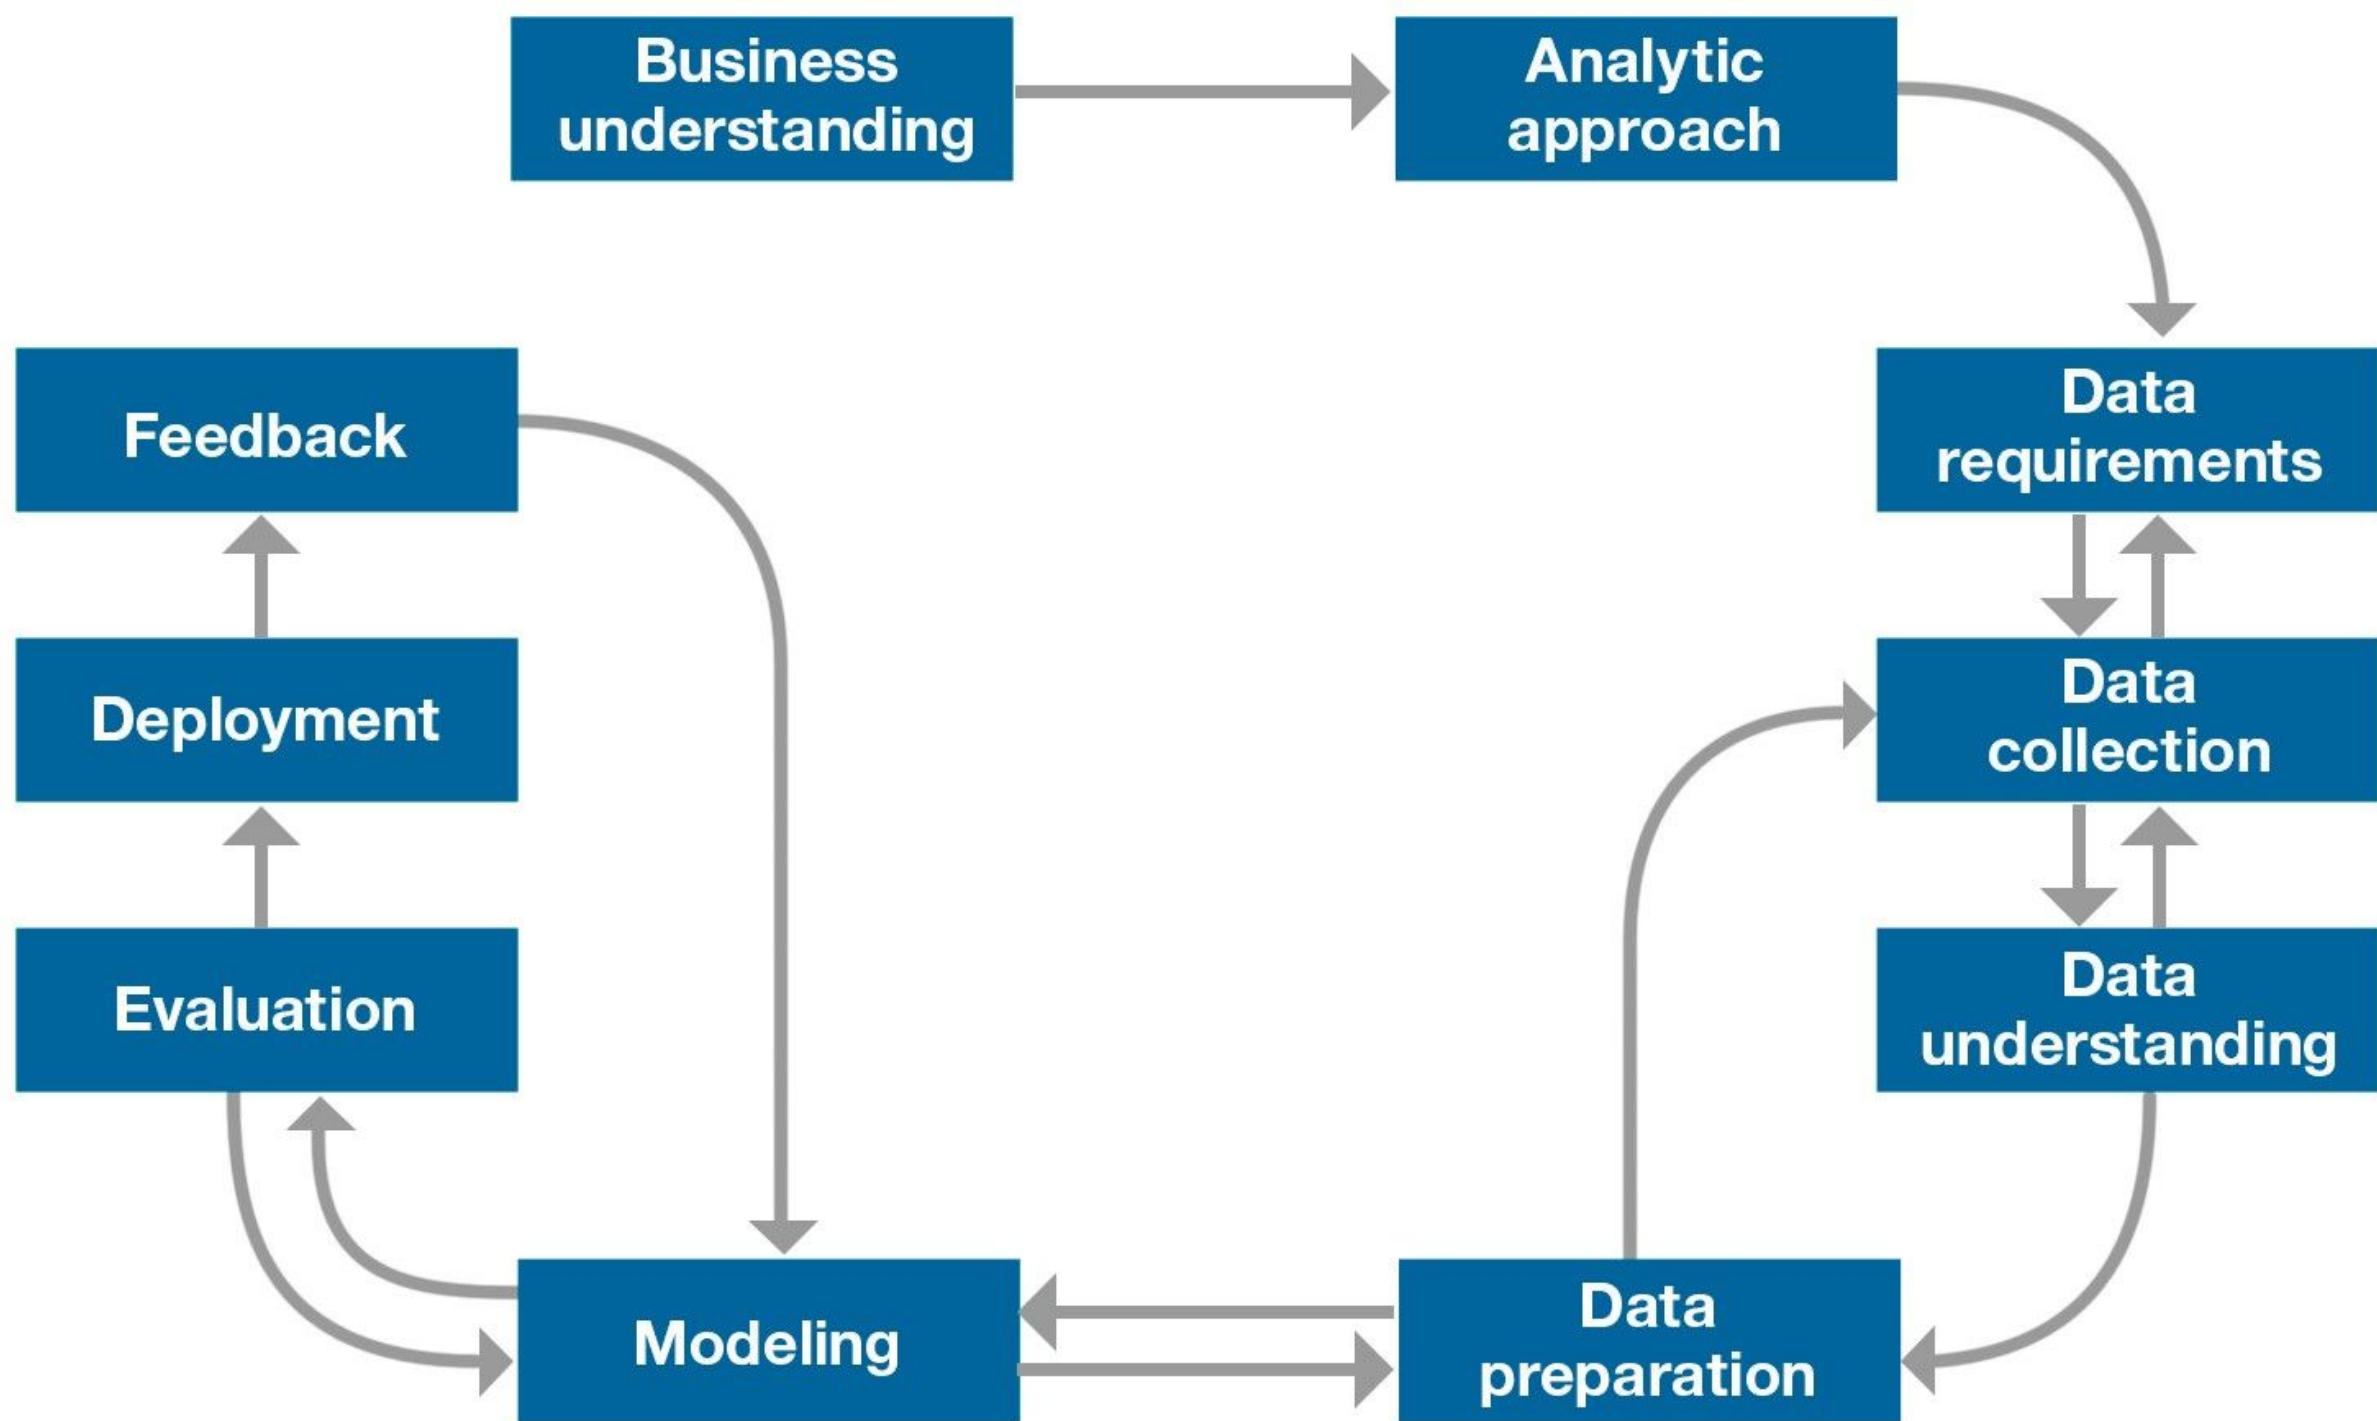 Business
understanding
Analytic
approach
Data
requirements
Data
collection
Data
understanding
Data
preparation
Modeling
Evaluation
Deployment
Feedback